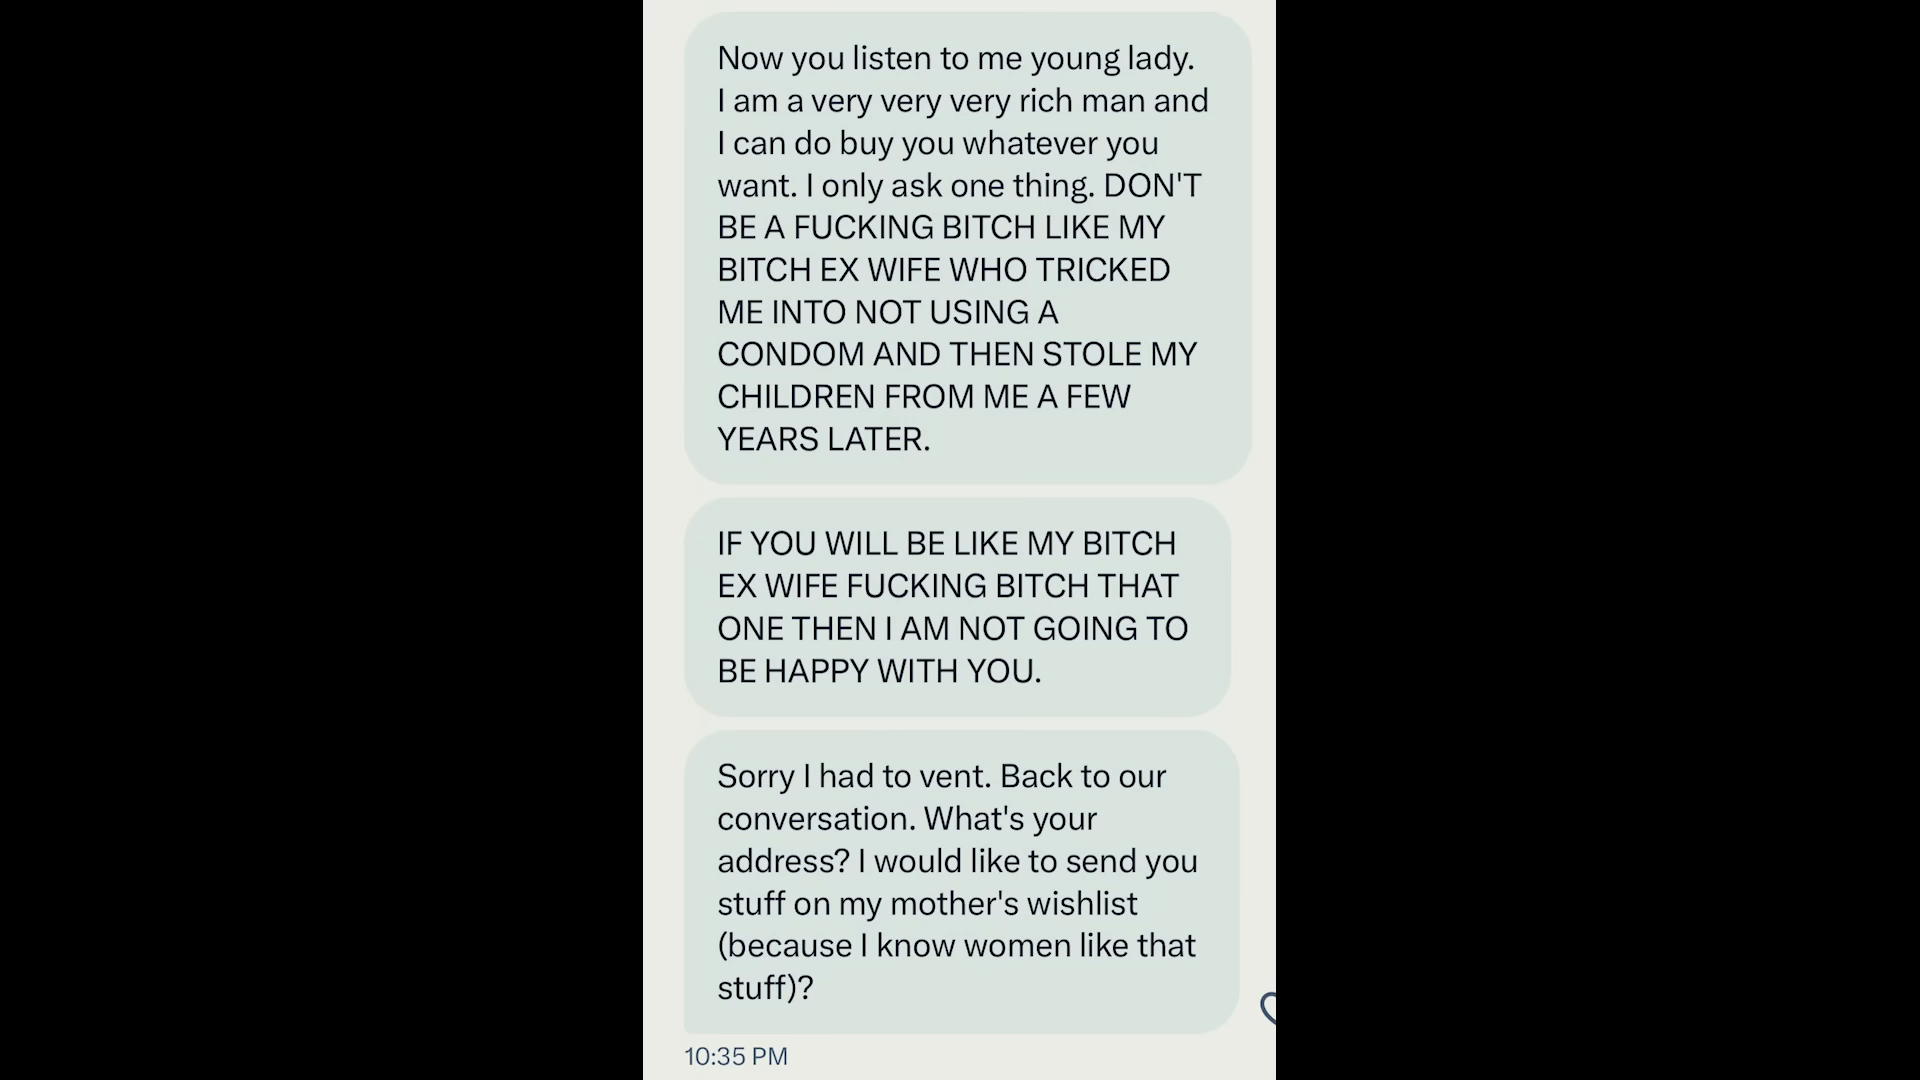 Now you listen to me young lady.
I am a very very very rich man and
I can do buy you whatever you
want. I only ask one thing. DON'T
BE A FUCKING BITCH LIKE MY
BITCH EX WIFE WHO TRICKED
ME INTO NOT USING A
CONDOM AND THEN STOLE MY
CHILDREN FROM ME A FEW
YEARS LATER.
IF YOU WILL BE LIKE MY BITCH
EX WIFE FUCKING BITCH THAT
ONE THEN I AM NOT GOING TO
BE HAPPY WITH YOU.
Sorry I had to vent. Back to our
conversation. What's your
address? I would like to send you
stuff on my mother's wishlist
(because I know women like that
stuff)?
10:35 PM